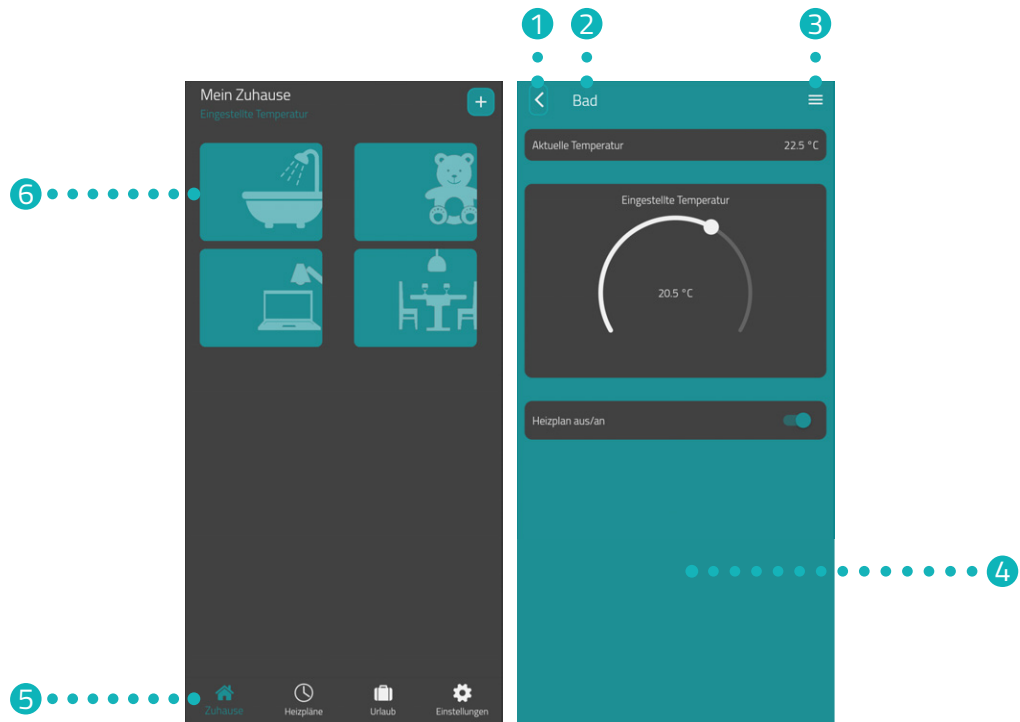 1
2
3
Mein Zuhause
Eingestellte Temperatur
+
Bad
Aktuelle Temperatur
22.5 °C
Eingestellte Temperatur
20.5 °C
Heizplan aus/an
6
4
5
Zuhause
Heizpläne
Urlaub
Einstellungen